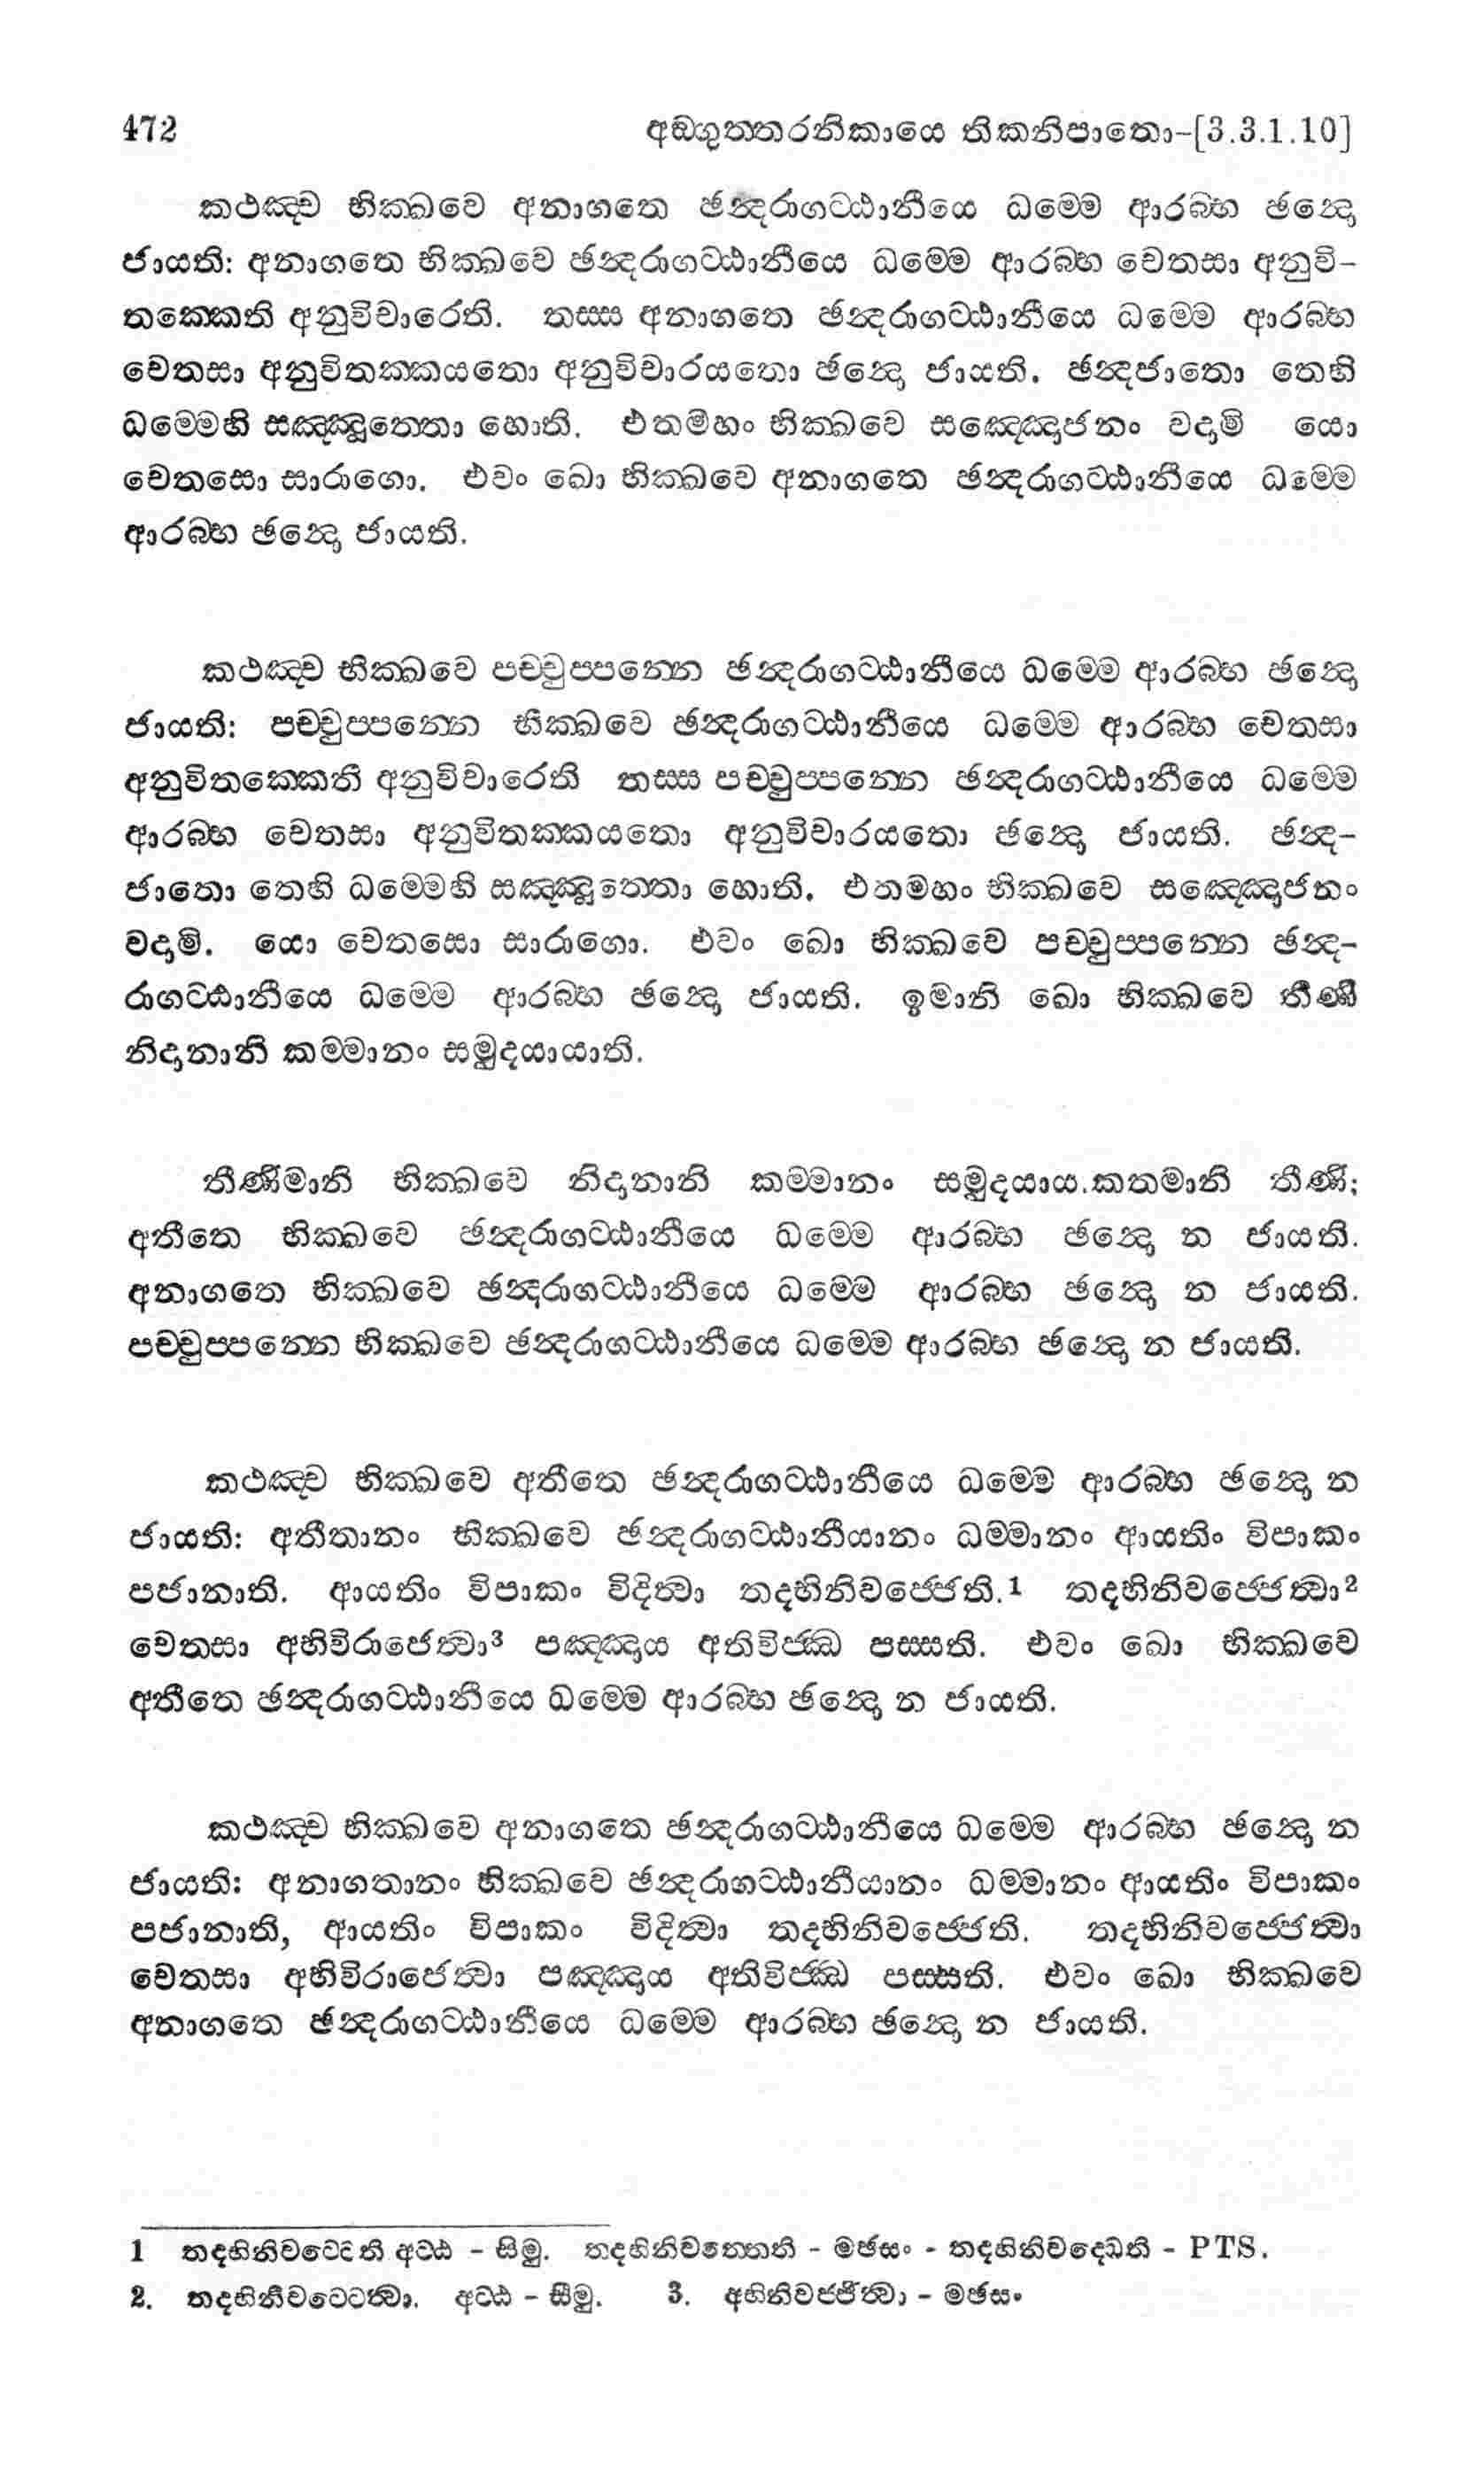 472 අඞ්ගුත්තරනිකායෙ තිකනිපාතො-[3.3.1.10]
කථඤ්ච භික්ඛවෙ අනාගතෙ ඡන්දරාගට්ඨානීයෙ ධම්මෙ ආරබ්භ ඡන්දො
ජායති: අනාගතෙ භික්ඛවෙ ඡන්දරාගට්ඨානීයෙ ධම්මෙ ආරබ්භ චෙතසා අනුවි-
තක්කෙති අනුවිචාරෙති. තස්ස අනාගතෙ ඡන්දරාගට්ඨානීයෙ ධම්මෙ ආරබ්භ
චෙතසා අනුවිතක්කයතො අනුවිචාරයතො ඡන්දො ජායති. ඡන්දජාතො තෙහි
ධම්මෙහි සඤ්ඤුත්තො හොති. එතමහං භික්ඛවෙ සඤ්ඤොජනං වදාමි යො
චෙතසො සාරාගො. එවං ඛො භික්ඛවෙ අනාගතෙ ඡන්දරාගට්ඨානීයෙ ධම්මෙ
ආරබ්භ ඡන්දො ජායති.
කථඤ්ච භික්ඛවෙ පච්චුප්පන්නෙ ඡන්දරාගට්ඨානීයෙ ධම්මෙ ආරබ්භ ඡන්දො
ජායති: පච්චුප්පන්නෙ භික්ඛවෙ ඡන්දරාගට්ඨානීයෙ ධම්මෙ ආරබ්භ චෙතසා
අනුවිතක්කෙති අනුවිචාරෙති තස්ස පච්චුප්පන්නෙ ඡන්දරාගට්ඨානීයෙ ධම්මෙ
ආරබ්භ චෙතසා අනුවිතක්කයතො අනුවිචාරයතො ඡන්දො ජායති. ඡන්ද-
ජාතො තෙහි ධම්මෙහි සඤ්ඤුත්තො හොති. එතමහං භික්ඛවෙ සඤ්ඤොජනං
වදාමි. යො චෙතසො සාරාගො. එවං ඛො භික්ඛවෙ පච්චුප්පන්නෙ ඡන්ද-
රාගට්ඨානීයෙ ධම්මෙ ආරබ්භ ඡන්දො ජායති. ඉමානි ඛො භික්ඛවෙ තීණි
නිදානානි කම්මානං සමුදයායාති.
තීණිමානි භික්ඛවෙ නිදානානි කම්මානං සමුදයාය.කතමානි තීණි;
අතීතෙ භික්ඛවෙ ඡන්දරාගට්ඨානීයෙ ධම්මෙ ආරබ්භ ඡන්දො න ජායති.
අනාගතෙ භික්ඛවෙ ඡන්දරාගට්ඨානීයෙ ධම්මෙ ආරබ්භ ඡන්දො න ජායති.
පච්චුප්පන්නෙ භික්ඛවෙ ඡන්දරාගට්ඨානීයෙ ධම්මෙ ආරබ්භ ඡන්දො න ජායති.
කථඤ්ච භික්ඛවෙ අතීතෙ ඡන්දරාගට්ඨානීයෙ ධම්මෙ ආරබ්භ ඡන්දො න
ජායති: අතීතානං භික්ඛවෙ ඡන්දරාගට්ඨානීයානං ධම්මානං ආයතිං විපාකං
පජානාති. ආයතිං විපාකං විදිත්වා තදභිනිවජ්ජෙති.1 තදභිනිවජ්ජෙත්වා2
චෙතසා අභිවිරාජෙත්වා3 පඤ්ඤාය අතිවිජ්ඣ පස්සති. එවං ඛො භික්ඛවෙ
අතීතෙ ඡන්දරාගට්ඨානීයෙ ධම්මෙ ආරබ්භ ඡන්දො න ජායති.
කථඤ්ච භික්ඛවෙ අනාගතෙ ඡන්දරාගට්ඨානීයෙ ධම්මෙ ආරබ්භ ඡන්දො න
ජායති: අනාගතානං භික්ඛවෙ ඡන්දරාගට්ඨානීයානං ධම්මානං ආයතිං විපාකං
පජානාති, ආයතිං විපාකං විදිත්වා තදභිනිවජ්ජෙති. තදභිනිවජ්ජෙත්වා
චෙතසා අභිවිරාජෙත්වා පඤ්ඤාය අතිවිජ්ඣ පස්සති. එවං ඛො භික්ඛවෙ
අනාගතෙ ඡන්දරාගට්ඨානීයෙ ධම්මෙ ආරබ්භ ඡන්දො න ජායති.
1 අට්ඨ - සීමු. තදභිනිවත්තෙති - මඡසං - තදභිනිවද්ධෙති - PTS.
2. තදභිනිවට්ටෙත්වා. අට්ඨ - සීමු. 3. අභිනිවජ්ජිත්වා - මඡසං